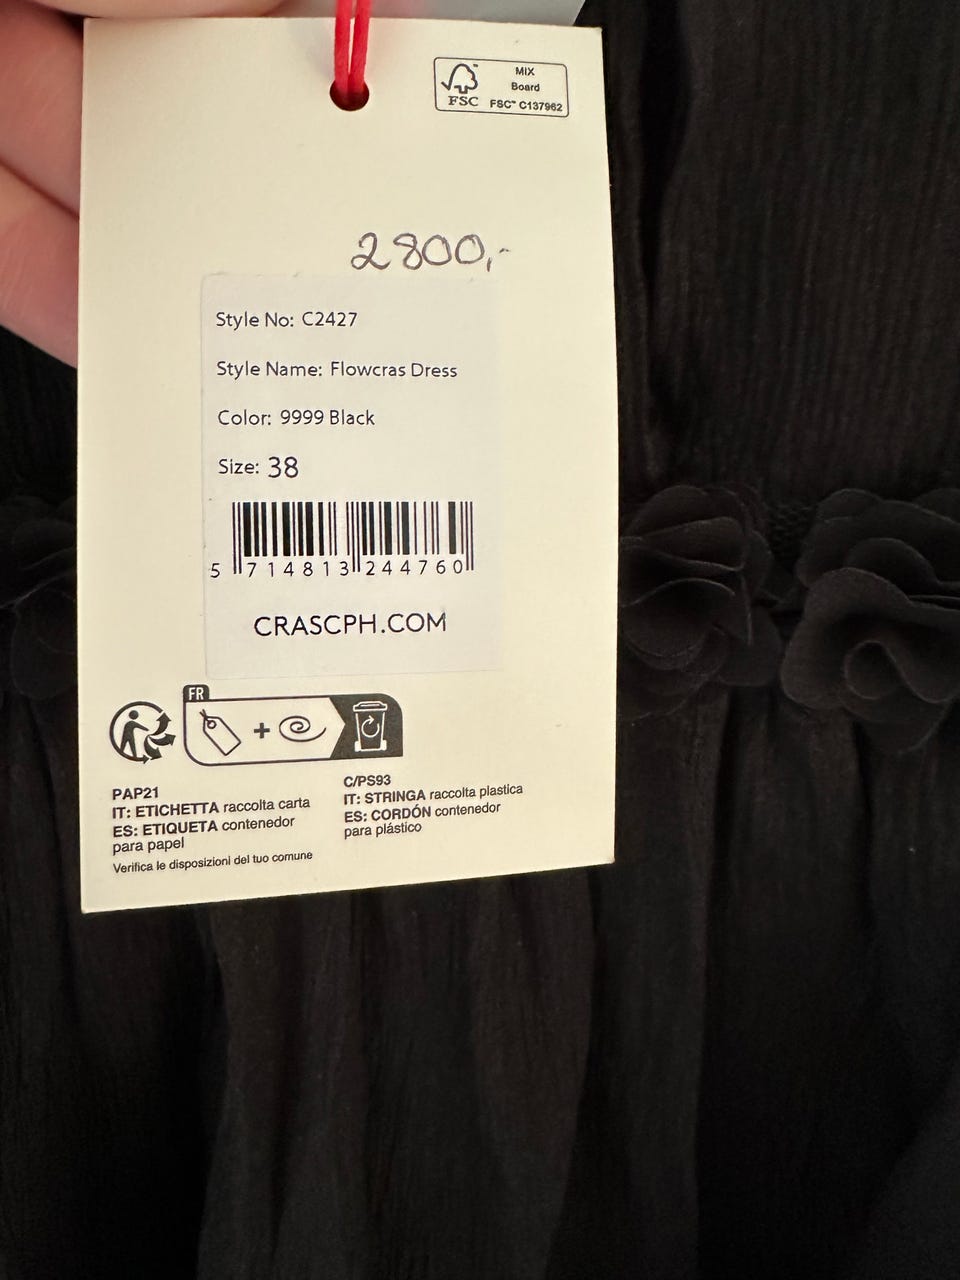 MIX
Board
FSC™ FSC™ C137962
2800,-
Style No: C2427
Style Name: Flowcras Dress
Color: 9999 Black
Size: 38
5 714813 244760
CRASCPH.COM
FR
+
PAP21
IT: ETICHETTA raccolta carta
ES: ETIQUETA contenedor
para papel
Verifica le disposizioni del tuo comune
C/PS93
IT: STRINGA raccolta plastica
ES: CORDÓN contenedor
para plástico